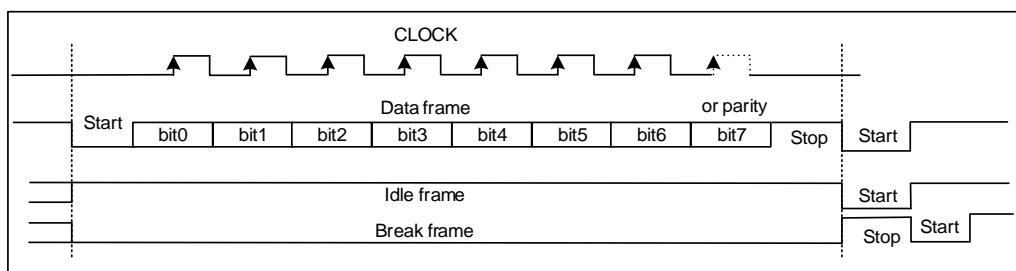 CLOCK
Data frame or parity
Start bit0 bit1 bit2 bit3 bit4 bit5 bit6 bit7 Stop Start
Idle frame Start
Break frame Stop Start